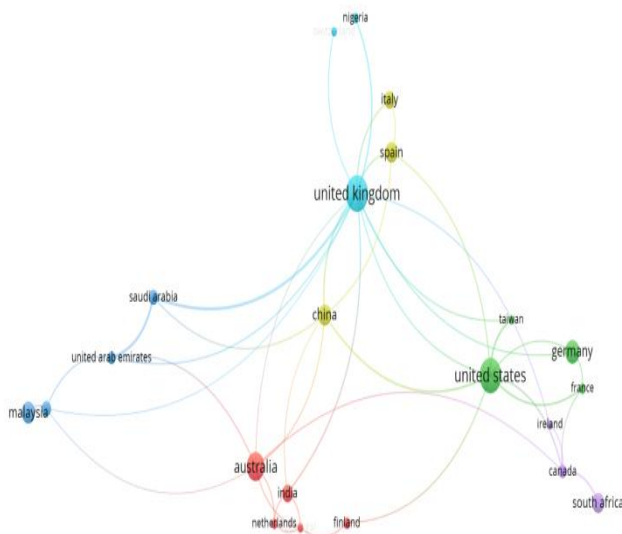 nigeria
italy
spain
united kingdom
saudi arabia
china
taiwan
united arab emirates
germany
united states
france
malaysia
ireland
australia
canada
india
south africa
netherlands
finland